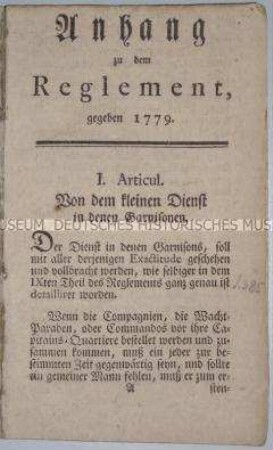 Anhang
zu dem
Reglement,
gegeben 1779.
I. Articul.
Von dem kleinen Dienst
in denen Garnisonen.
Der Dienst in denen Garnisons, soll
mit aller derjenigen Exactitude geschehen
und vollbracht werden, wie selbiger in dem
IXten Theil des Reglements ganz genau ist
detailliret worden.
Wenn die Compagnien, die Wacht-
Paraden, oder Commandos vor ihre Ca-
pitains-Quartiere bestellet werden und zu-
sammen kommen, muß ein jeder zur be-
stimmten Zeit gegenwärtig seyn, und sollte
ein gemeiner Mann fehlen, muß er zum er-
A
sten-
DEUTSCHES HISTORISCHES